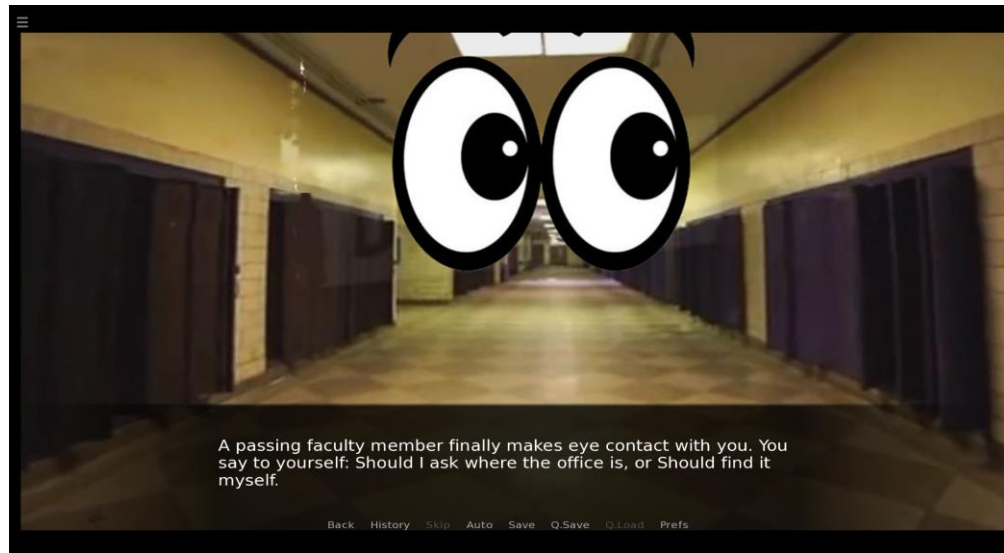 A passing faculty member finally makes eye contact with you. You
say to yourself: Should I ask where the office is, or Should find it
myself.
Back History Skip Auto Save Q.Save Q.Load Prefs